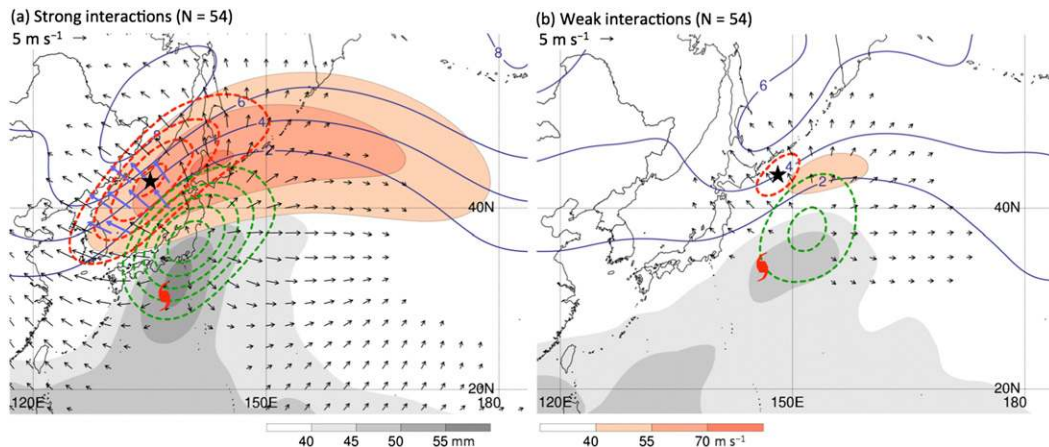 (a) Strong interactions (N = 54)
5 m s⁻¹
8
6
4
2
40N
20N
120E
150E
180
40 45 50 55 mm
(b) Weak interactions (N = 54)
5 m s⁻¹
8
6
4
2
40N
20N
120E
150E
180
40 55 70 m s⁻¹